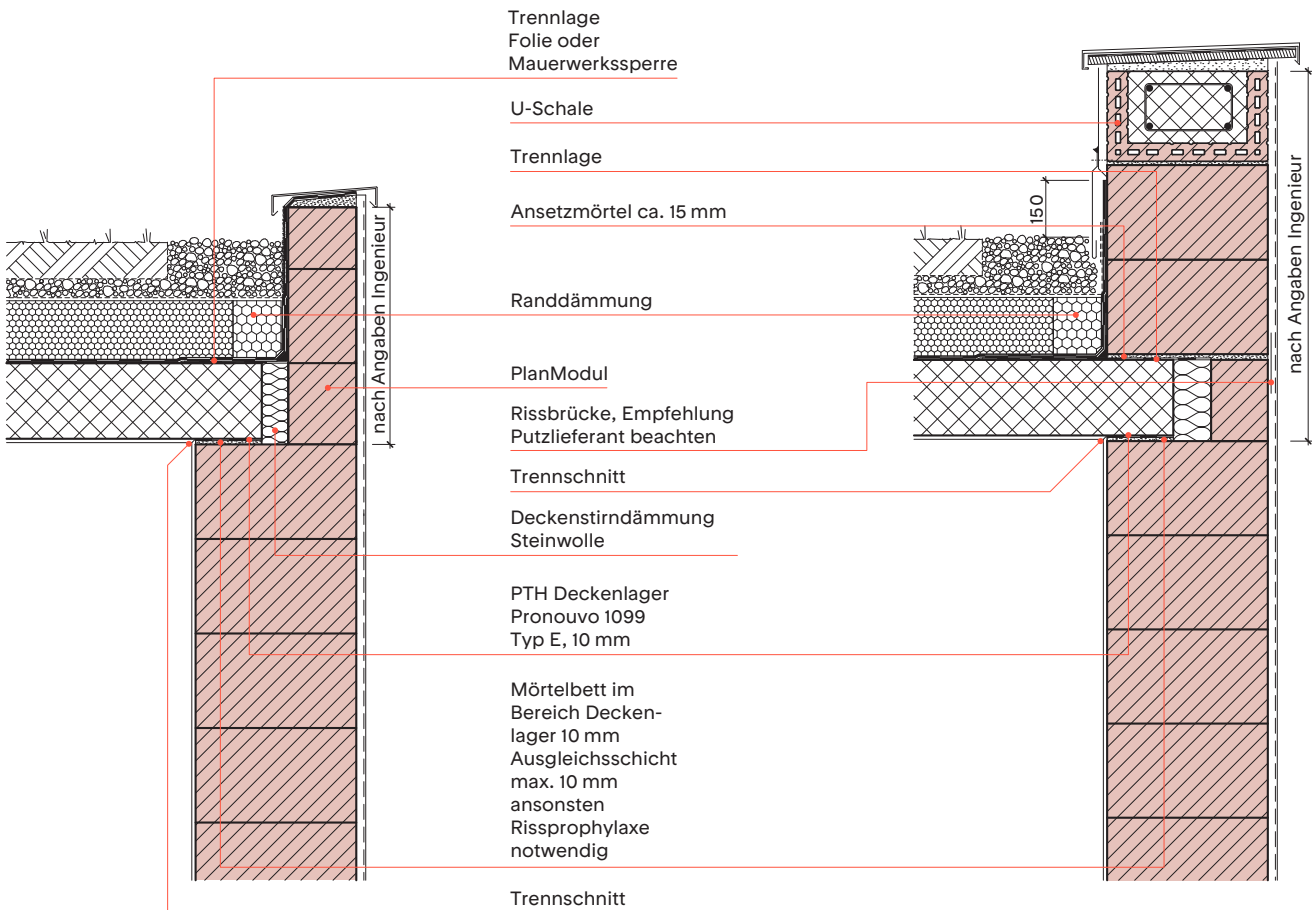 Trennlage
Folie oder
Mauerwerkssperre
U-Schale
Trennlage
Ansetzmörtel ca. 15 mm
150
nach Angaben Ingenieur
nach Angaben Ingenieur
Randdämmung
PlanModul
Rissbrücke, Empfehlung
Putzlieferant beachten
Trennschnitt
Deckenstirndämmung
Steinwolle
PTH Deckenlager
Pronouvo 1099
Typ E, 10 mm
Mörtelbett im
Bereich Decken-
lager 10 mm
Ausgleichsschicht
max. 10 mm
ansonsten
Rissprophylaxe
notwendig
Trennschnitt